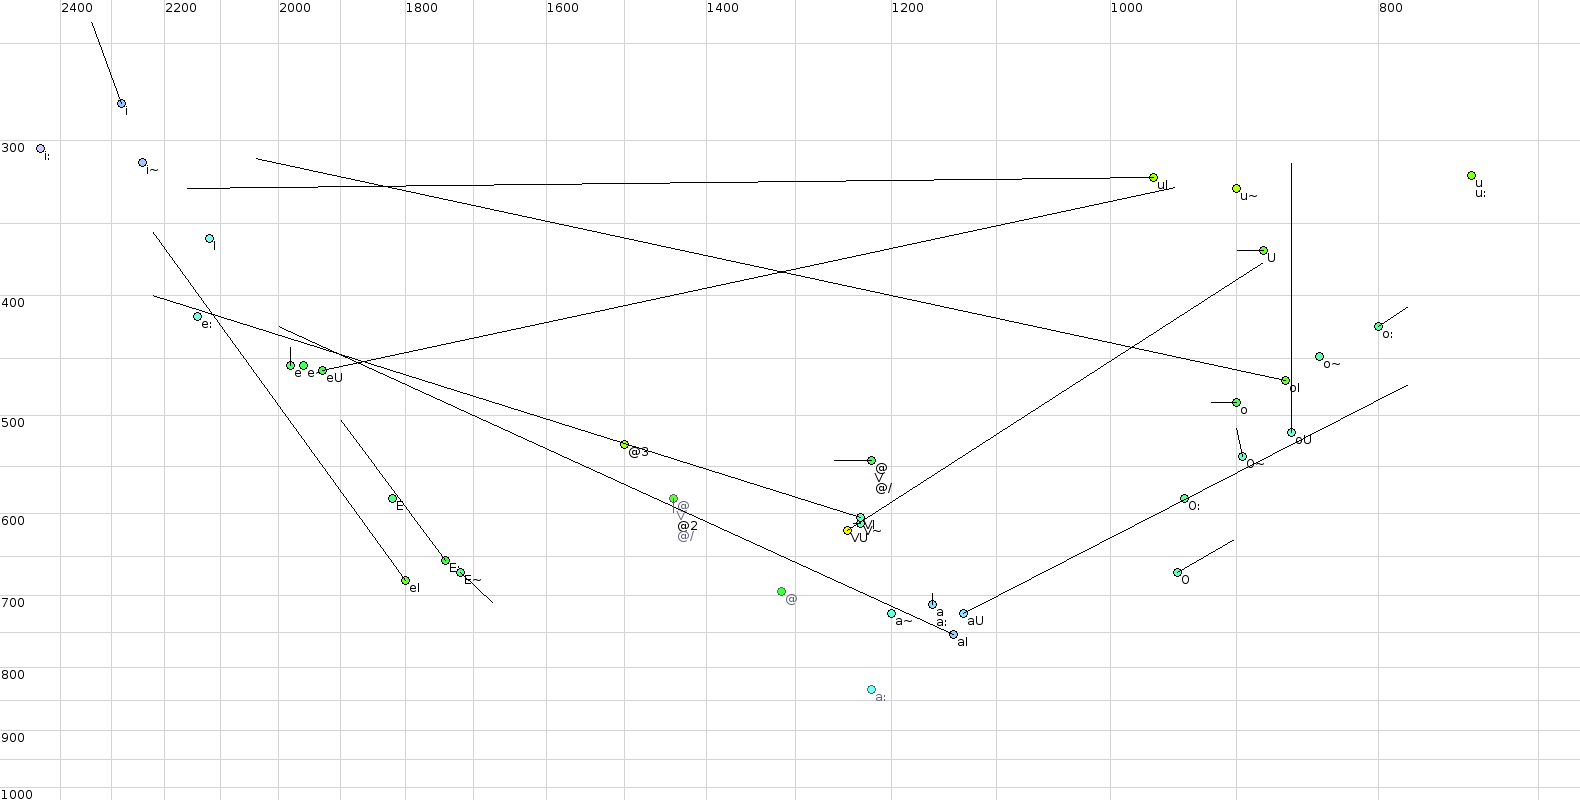 2400 2200 2000 1800 1600 1400 1200 1000 800
i
300
i:
i~
uI
u~
u
u:
I
U
400
e:
o:
o~
e
e~
eU
oI
o
500
oU
@3
O~
@
V
@/
E
@
V
@2
@/
O:
600
VI
V~
VU
E:
E~
eI
O
700
@
a
a:
a~
aU
aI
800
a:
900
1000